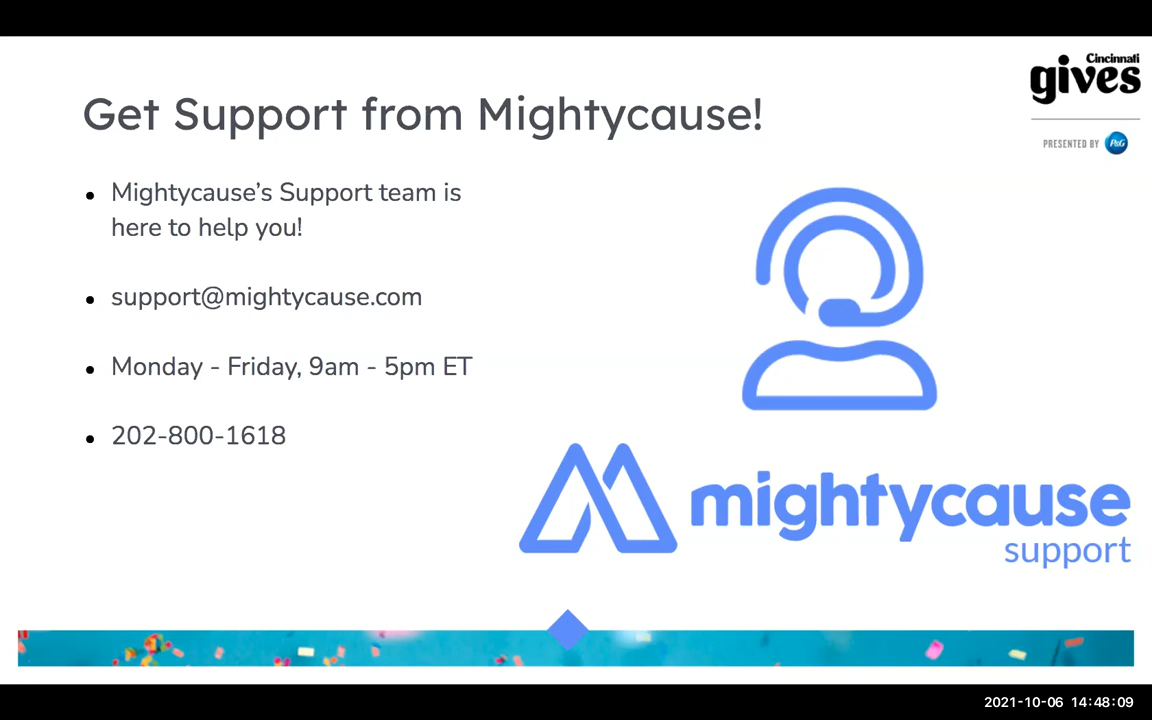 Cincinnati
gives
PRESENTED BY P&G
Get Support from Mightycause!
• Mightycause’s Support team is
here to help you!
• support@mightycause.com
• Monday - Friday, 9am - 5pm ET
• 202-800-1618
mightycause
support
2021-10-06 14:48:09